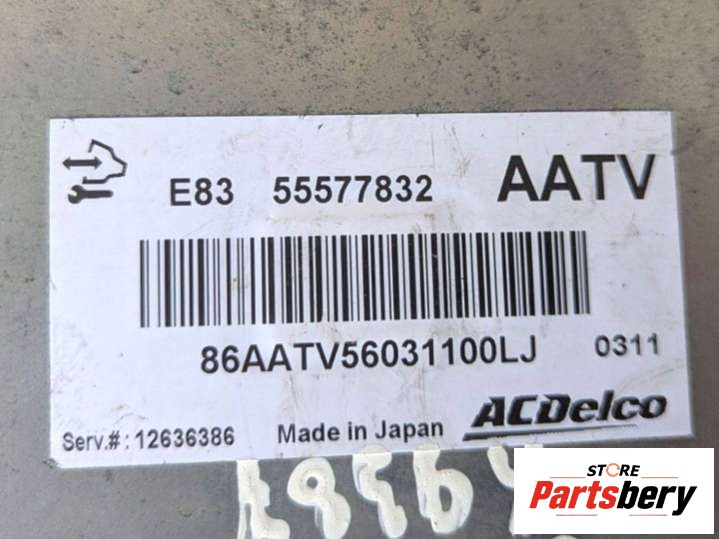 E83 55577832 AATV
86AATV56031100LJ 0311
Serv.#: 12636386 Made in Japan ACDelco
STORE
Partsbery